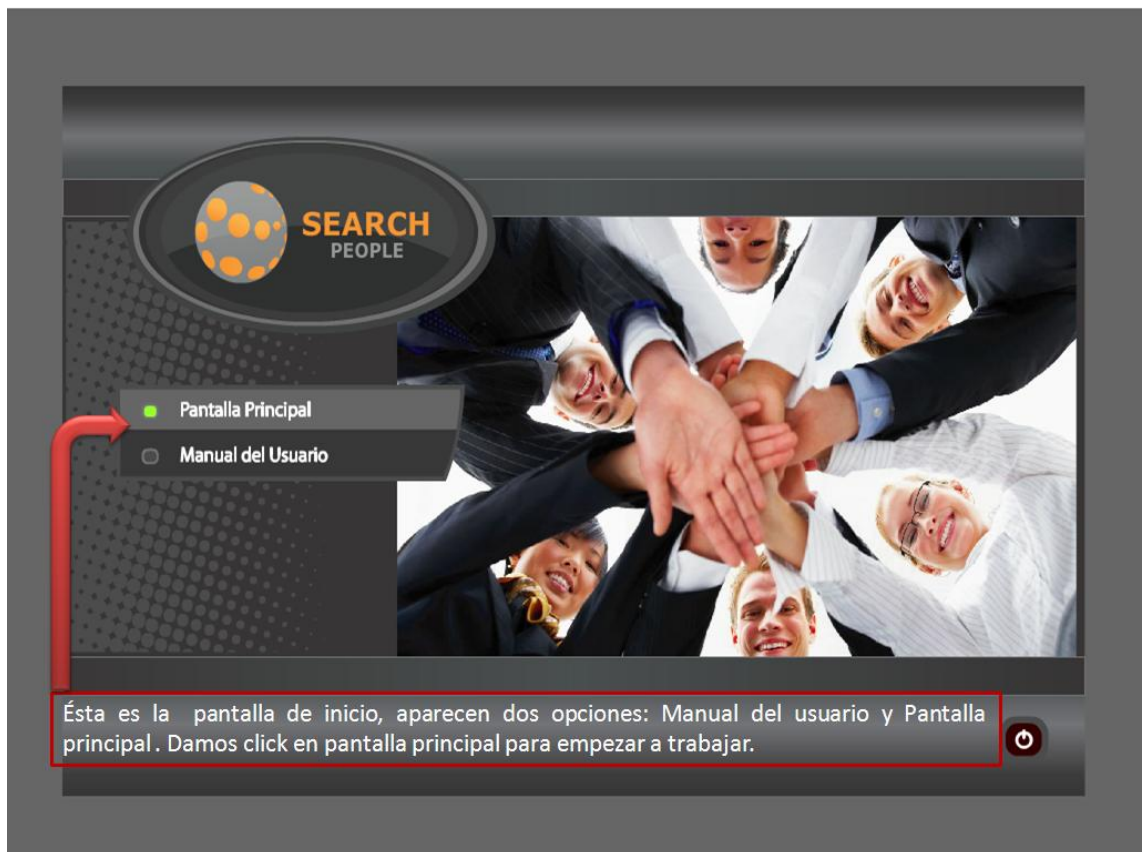 SEARCH
PEOPLE
Pantalla Principal
Manual del Usuario
Ésta es la pantalla de inicio, aparecen dos opciones: Manual del usuario y Pantalla
principal. Damos click en pantalla principal para empezar a trabajar.